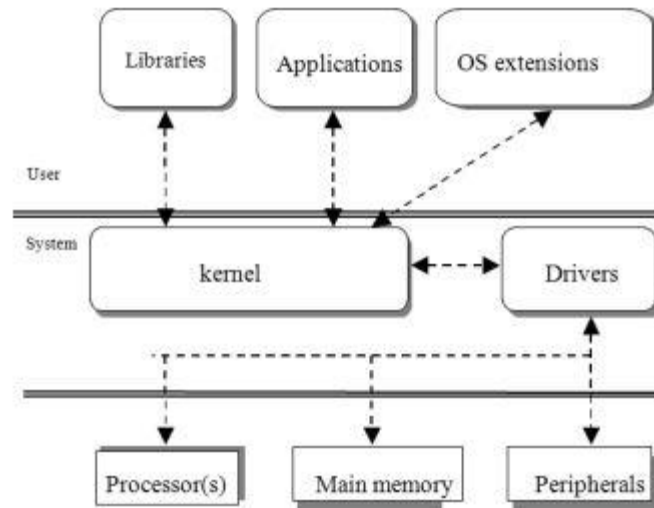 Libraries
Applications
OS extensions
User
System
kernel
Drivers
Processor(s)
Main memory
Peripherals